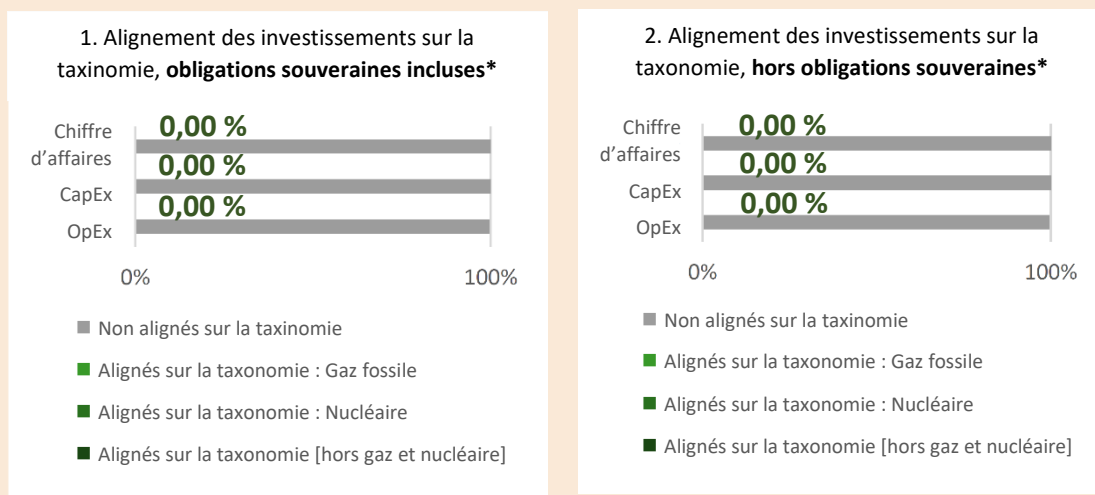 1. Alignement des investissements sur la
taxinomie, obligations souveraines incluses*
Chiffre
d’affaires
0,00 %
CapEx
0,00 %
OpEx
0,00 %
0%
100%
Non alignés sur la taxinomie
Alignés sur la taxonomie : Gaz fossile
Alignés sur la taxonomie : Nucléaire
Alignés sur la taxonomie [hors gaz et nucléaire]
2. Alignement des investissements sur la
taxonomie, hors obligations souveraines*
Chiffre
d’affaires
0,00 %
CapEx
0,00 %
OpEx
0,00 %
0%
100%
Non alignés sur la taxinomie
Alignés sur la taxonomie : Gaz fossile
Alignés sur la taxonomie : Nucléaire
Alignés sur la taxonomie [hors gaz et nucléaire]